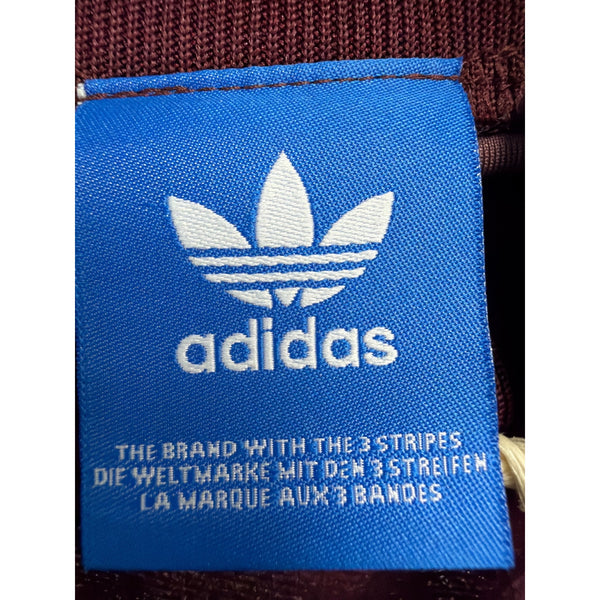 adidas
THE BRAND WITH THE 3 STRIPES
DIE WELTMARKE MIT DEN 3 STREIFEN
LA MARQUE AUX 3 BANDES